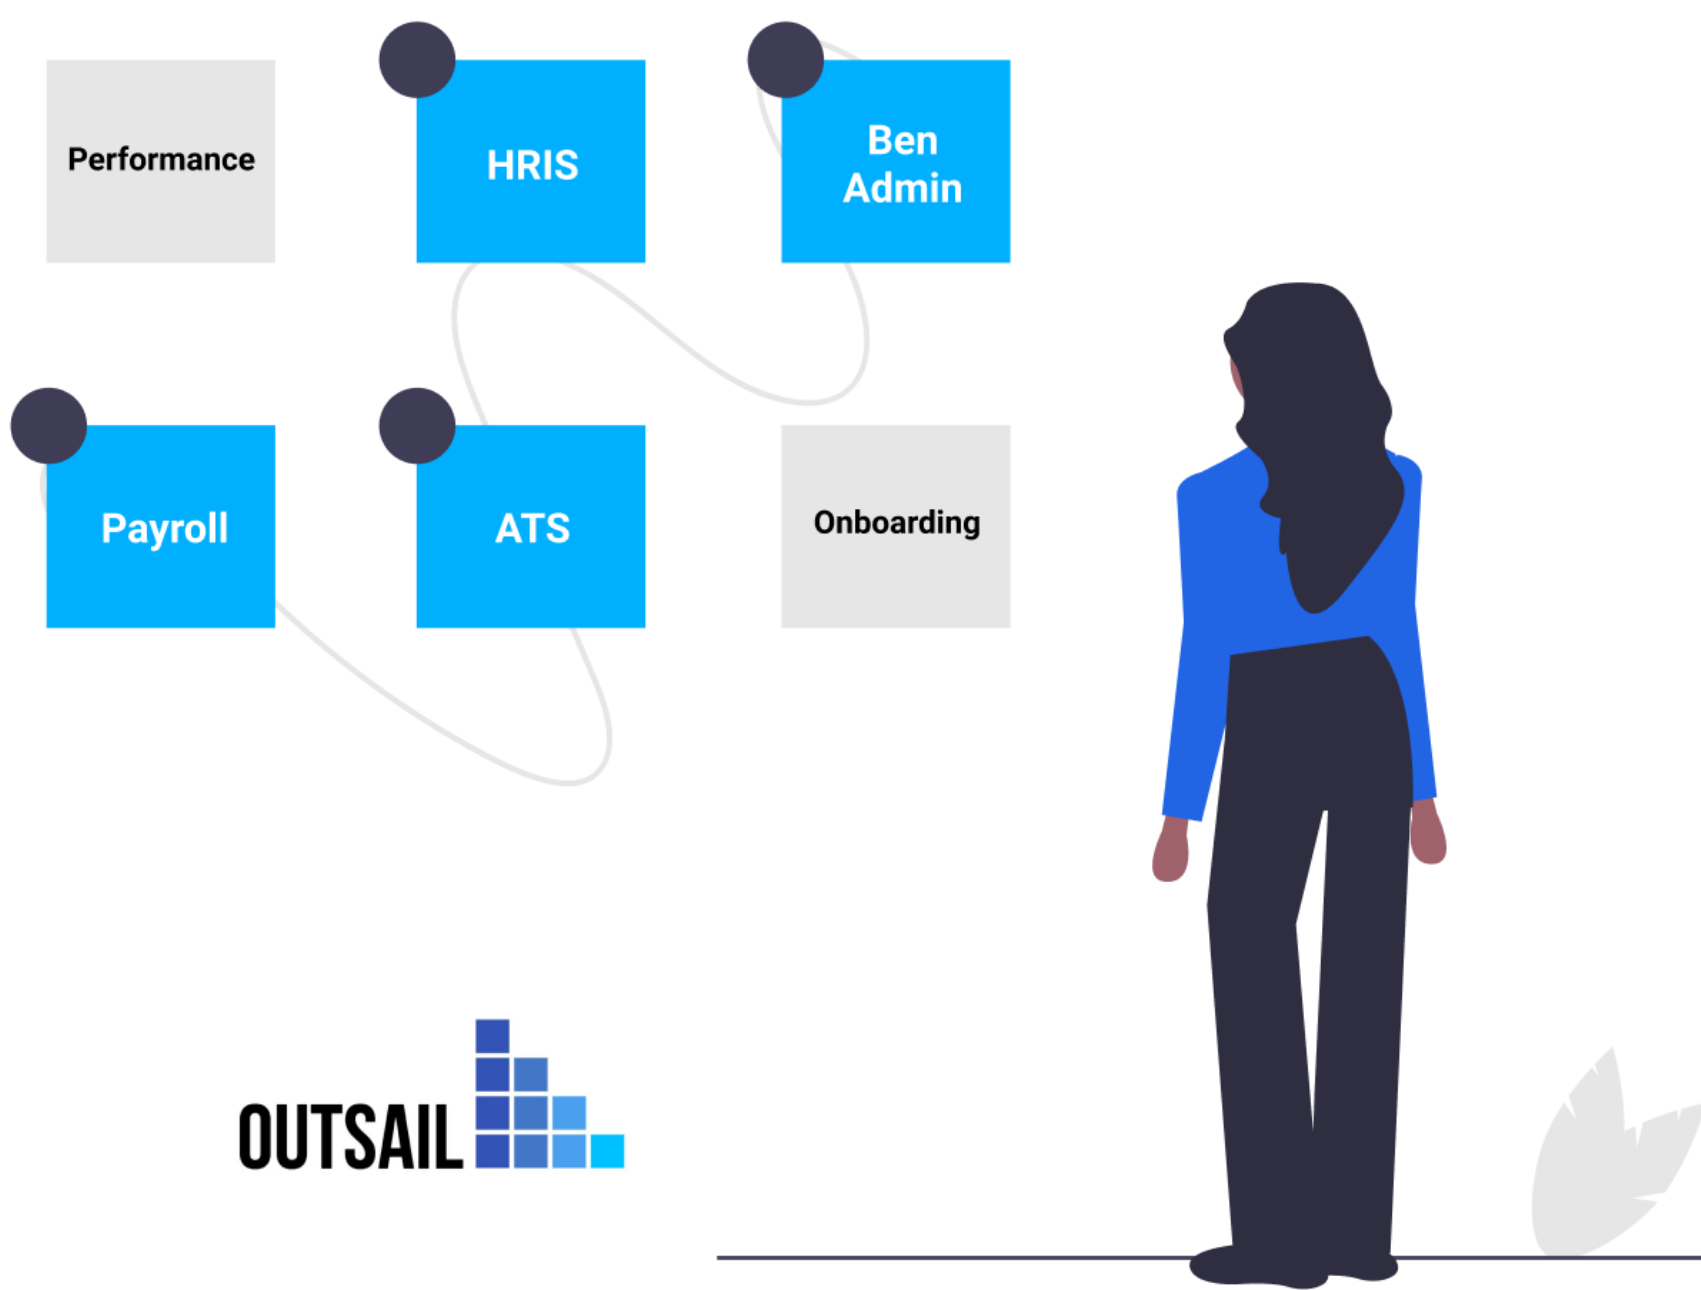 Performance
HRIS
Ben
Admin
Payroll
ATS
Onboarding
OUTSAIL